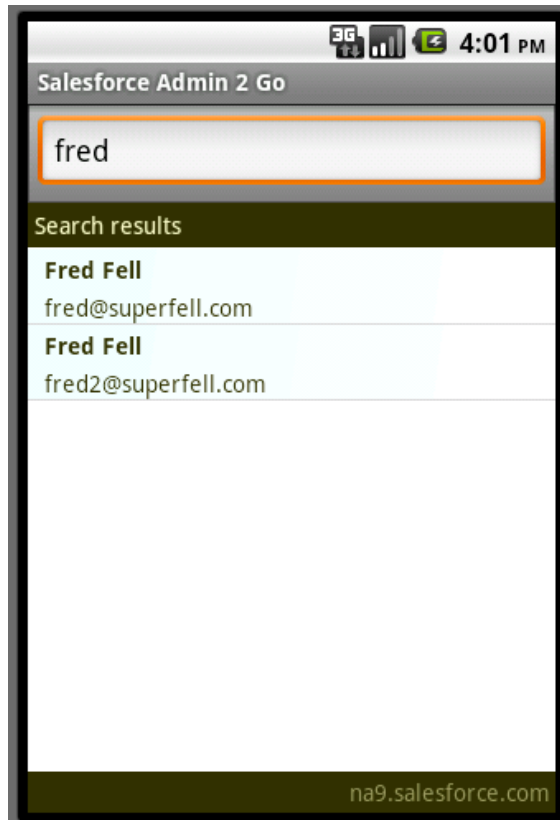 3G 4:01 PM
Salesforce Admin 2 Go
fred
Search results
Fred Fell
fred@superfell.com
Fred Fell
fred2@superfell.com
na9.salesforce.com